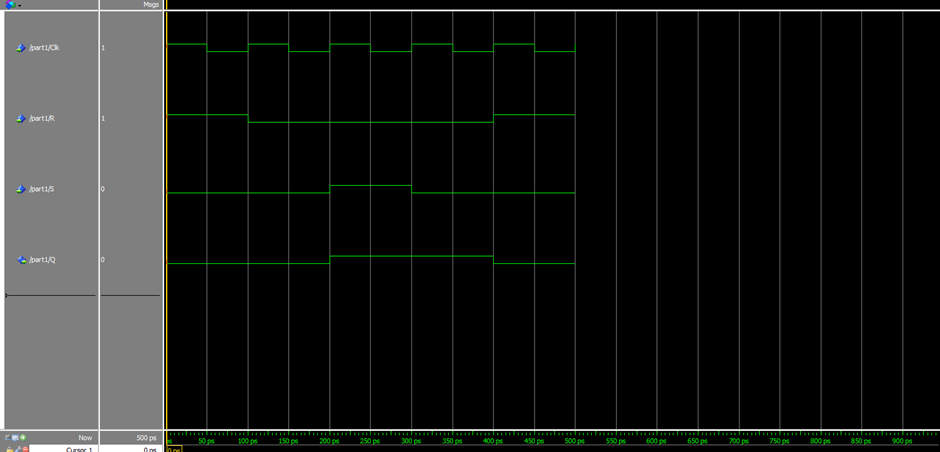 Msgs
/part1/Clk 1
/part1/R 1
/part1/S 0
/part1/Q 0
Now 500 ps
50 ps 100 ps 150 ps 200 ps 250 ps 300 ps 350 ps 400 ps 450 ps 500 ps 550 ps 600 ps 650 ps 700 ps 750 ps 800 ps 850 ps 900 ps
Cursor 1 0 ps 0 ps